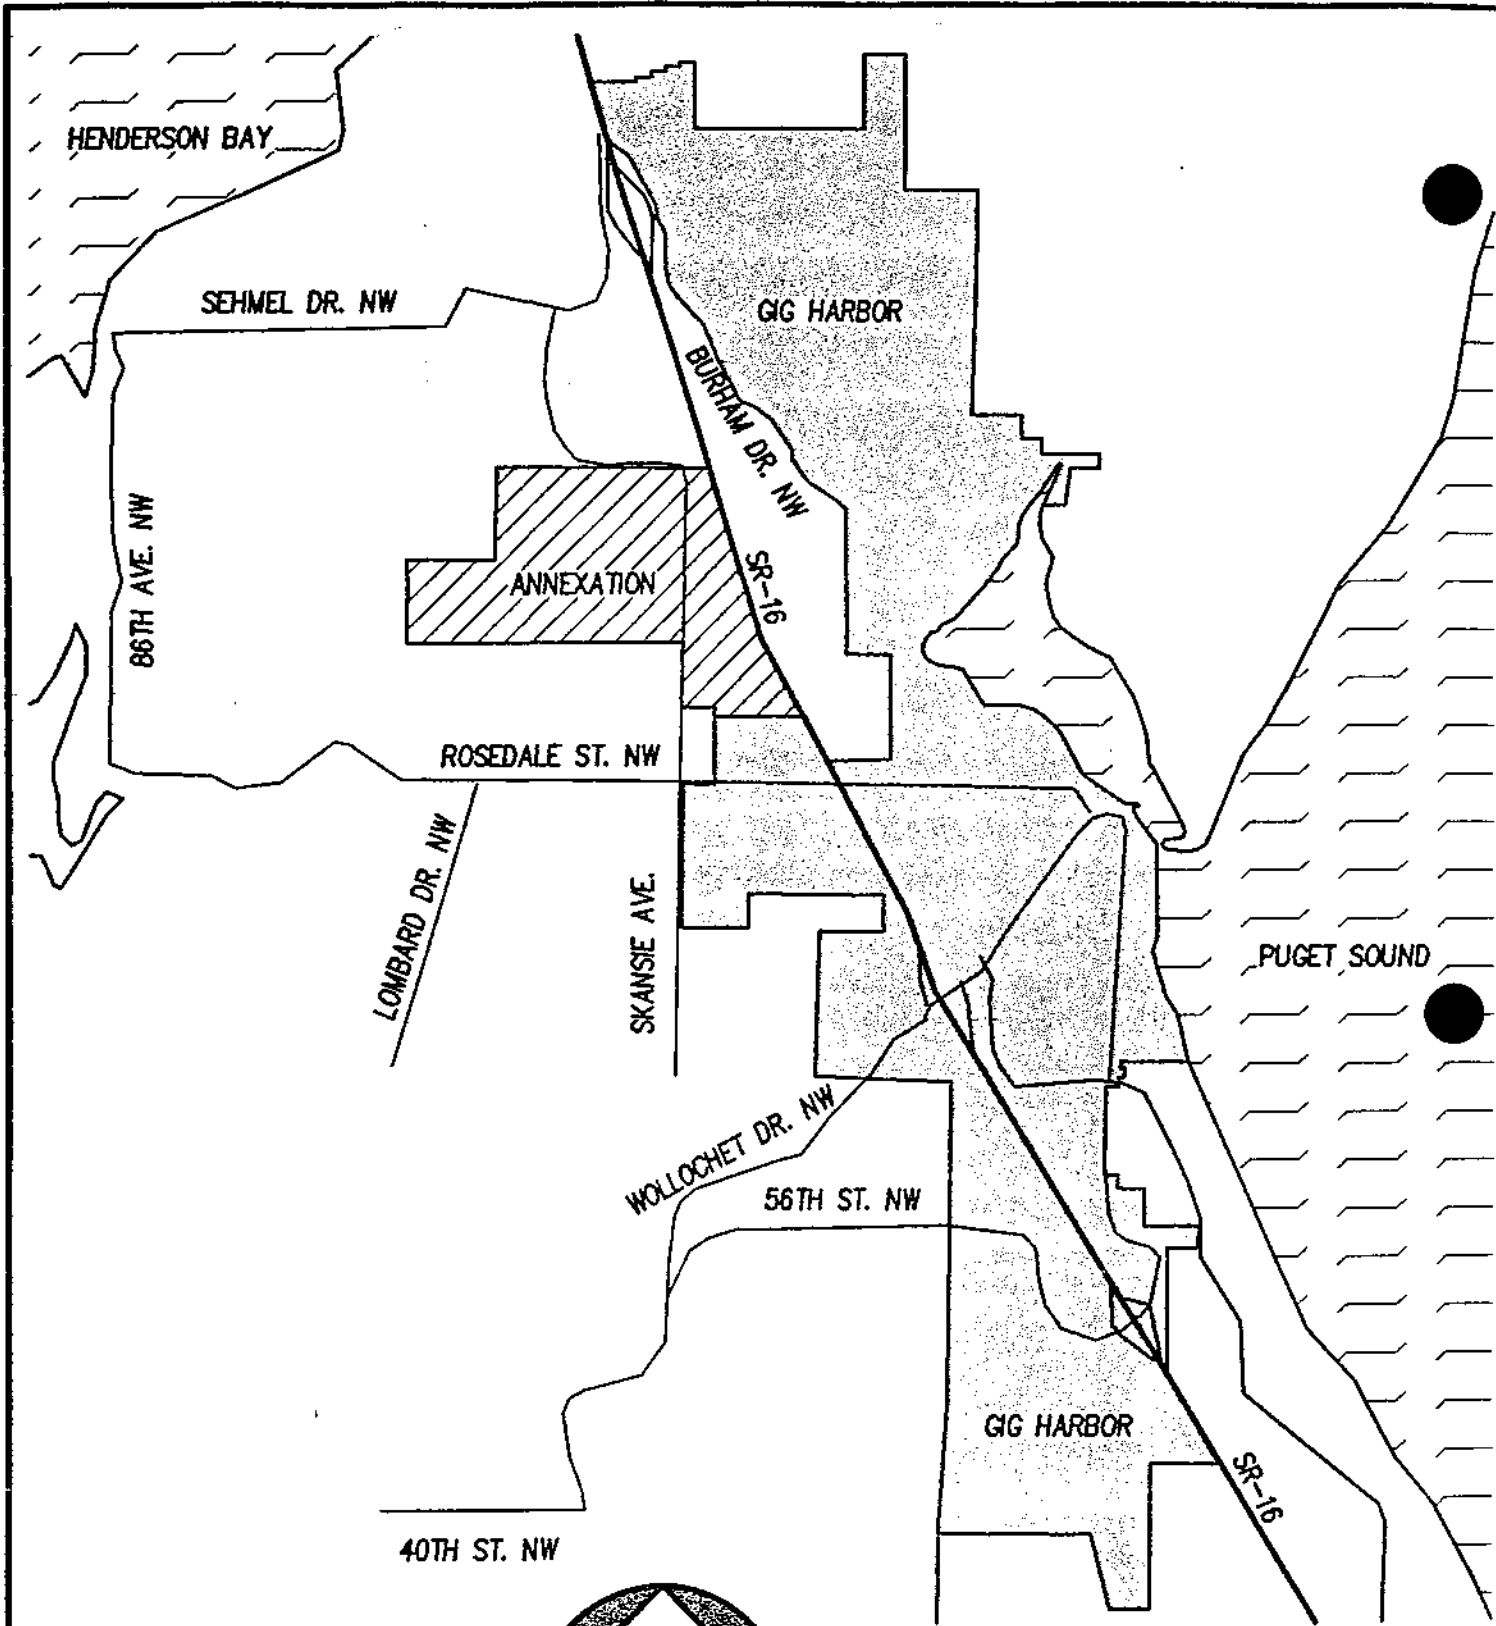 HENDERSON BAY
SEHMEL DR. NW
GIG HARBOR
BURHAM DR. NW
86TH AVE. NW
ANNEXATION
SR-16
ROSEDALE ST. NW
LOMBARD DR. NW
SKANSIE AVE.
PUGET SOUND
WOLLOCHET DR. NW
56TH ST. NW
GIG HARBOR
SR-16
40TH ST. NW